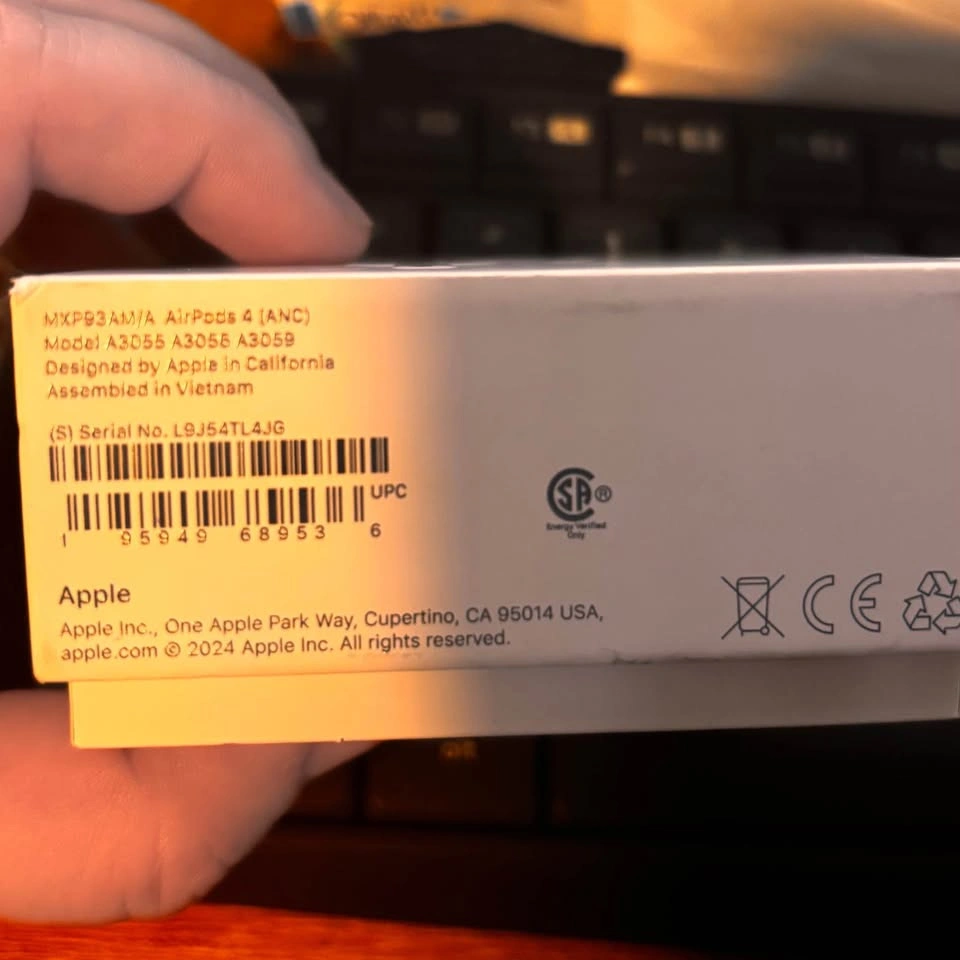 MXP93AM/A AirPods 4 (ANC)
Model A3055 A3056 A3059
Designed by Apple in California
Assembled in Vietnam
(S) Serial No. L9J54TL4JG
UPC
1 95949 68953 6
SA®
Energy Verified
Only
Apple
Apple Inc., One Apple Park Way, Cupertino, CA 95014 USA,
apple.com © 2024 Apple Inc. All rights reserved.
CE